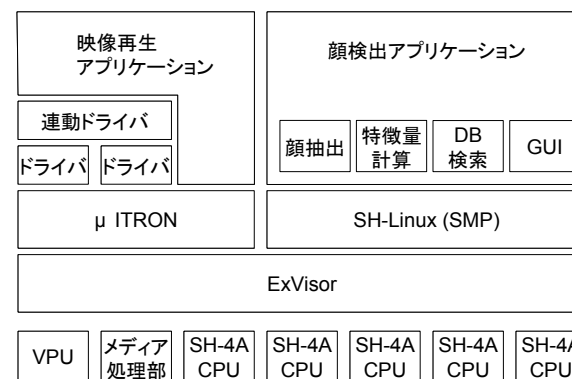 映像再生
アプリケーション
顔検出アプリケーション
連動ドライバ
ドライバ
ドライバ
顔抽出
特徴量
計算
DB
検索
GUI
μ ITRON
SH-Linux (SMP)
ExVisor
VPU
メディア
処理部
SH-4A
CPU
SH-4A
CPU
SH-4A
CPU
SH-4A
CPU
SH-4A
CPU